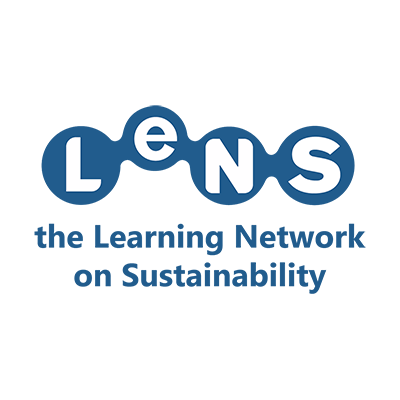 LeNS
the Learning Network
on Sustainability